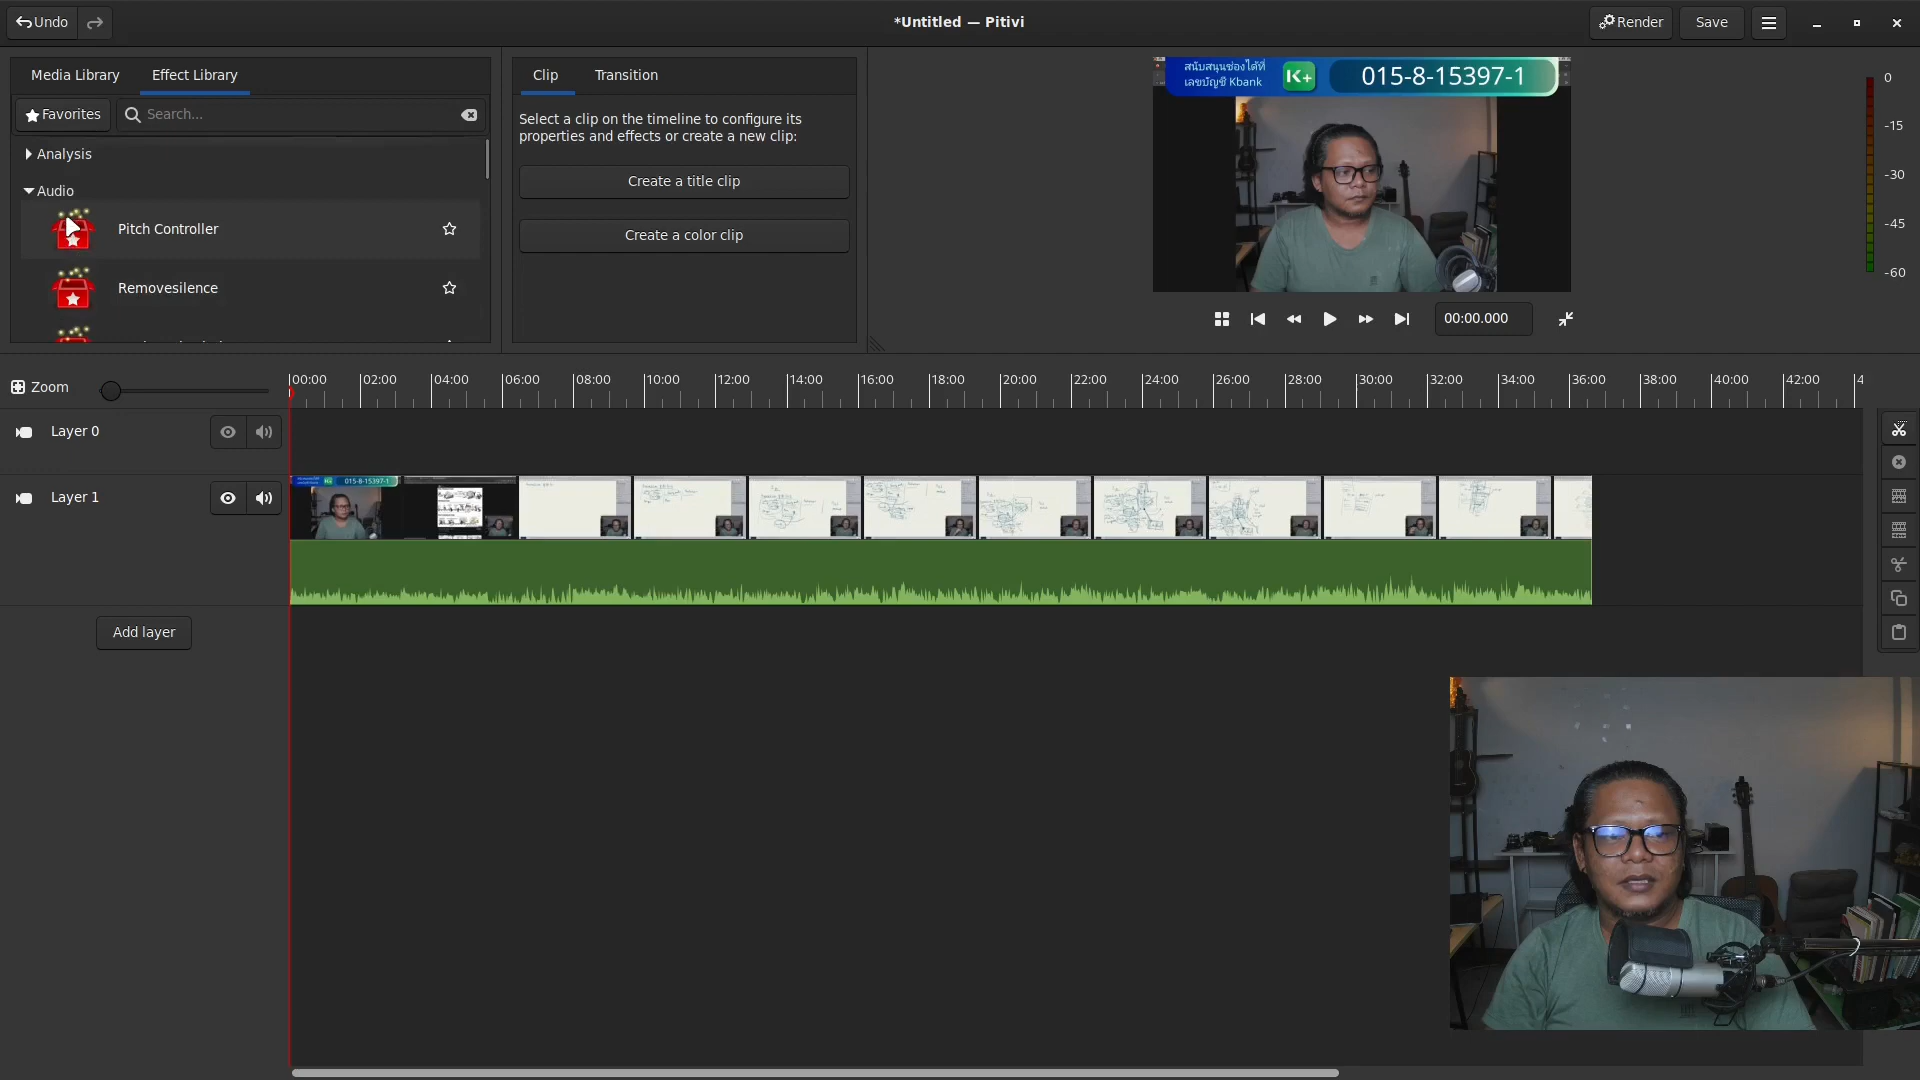 Undo
*Untitled — Pitivi
Render
Save
Media Library
Effect Library
Favorites
Search...
Analysis
Audio
Pitch Controller
Removesilence
Clip
Transition
Select a clip on the timeline to configure its
properties and effects or create a new clip:
Create a title clip
Create a color clip
สนับสนุนช่องได้ที่
เลขบัญชี Kbank
K+
015-8-15397-1
0
-15
-30
-45
-60
00:00.000
Zoom
00:00 02:00 04:00 06:00 08:00 10:00 12:00 14:00 16:00 18:00 20:00 22:00 24:00 26:00 28:00 30:00 32:00 34:00 36:00 38:00 40:00 42:00 4
Layer 0
Layer 1
015-8-15397-1
Add layer